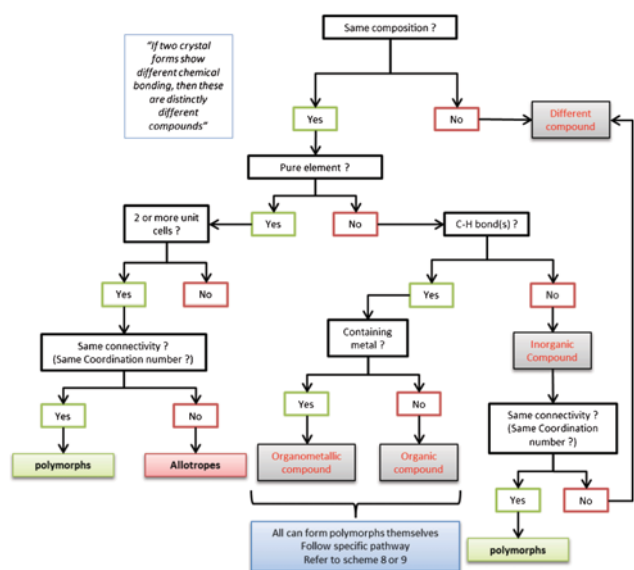 Same composition ?
"If two crystal
forms show
different chemical
bonding, then these
are distinctly
different
compounds"
Yes
No
Different
compound
Pure element ?
2 or more unit
cells ?
Yes
No
C-H bond(s) ?
Yes
No
Yes
No
Same connectivity ?
(Same Coordination number ?)
Containing
metal ?
Inorganic
Compound
Yes
No
Yes
No
Same connectivity ?
(Same Coordination
number ?)
polymorphs
Allotropes
Organometallic
compound
Organic
compound
Yes
No
All can form polymorphs themselves
Follow specific pathway
Refer to scheme 8 or 9
polymorphs